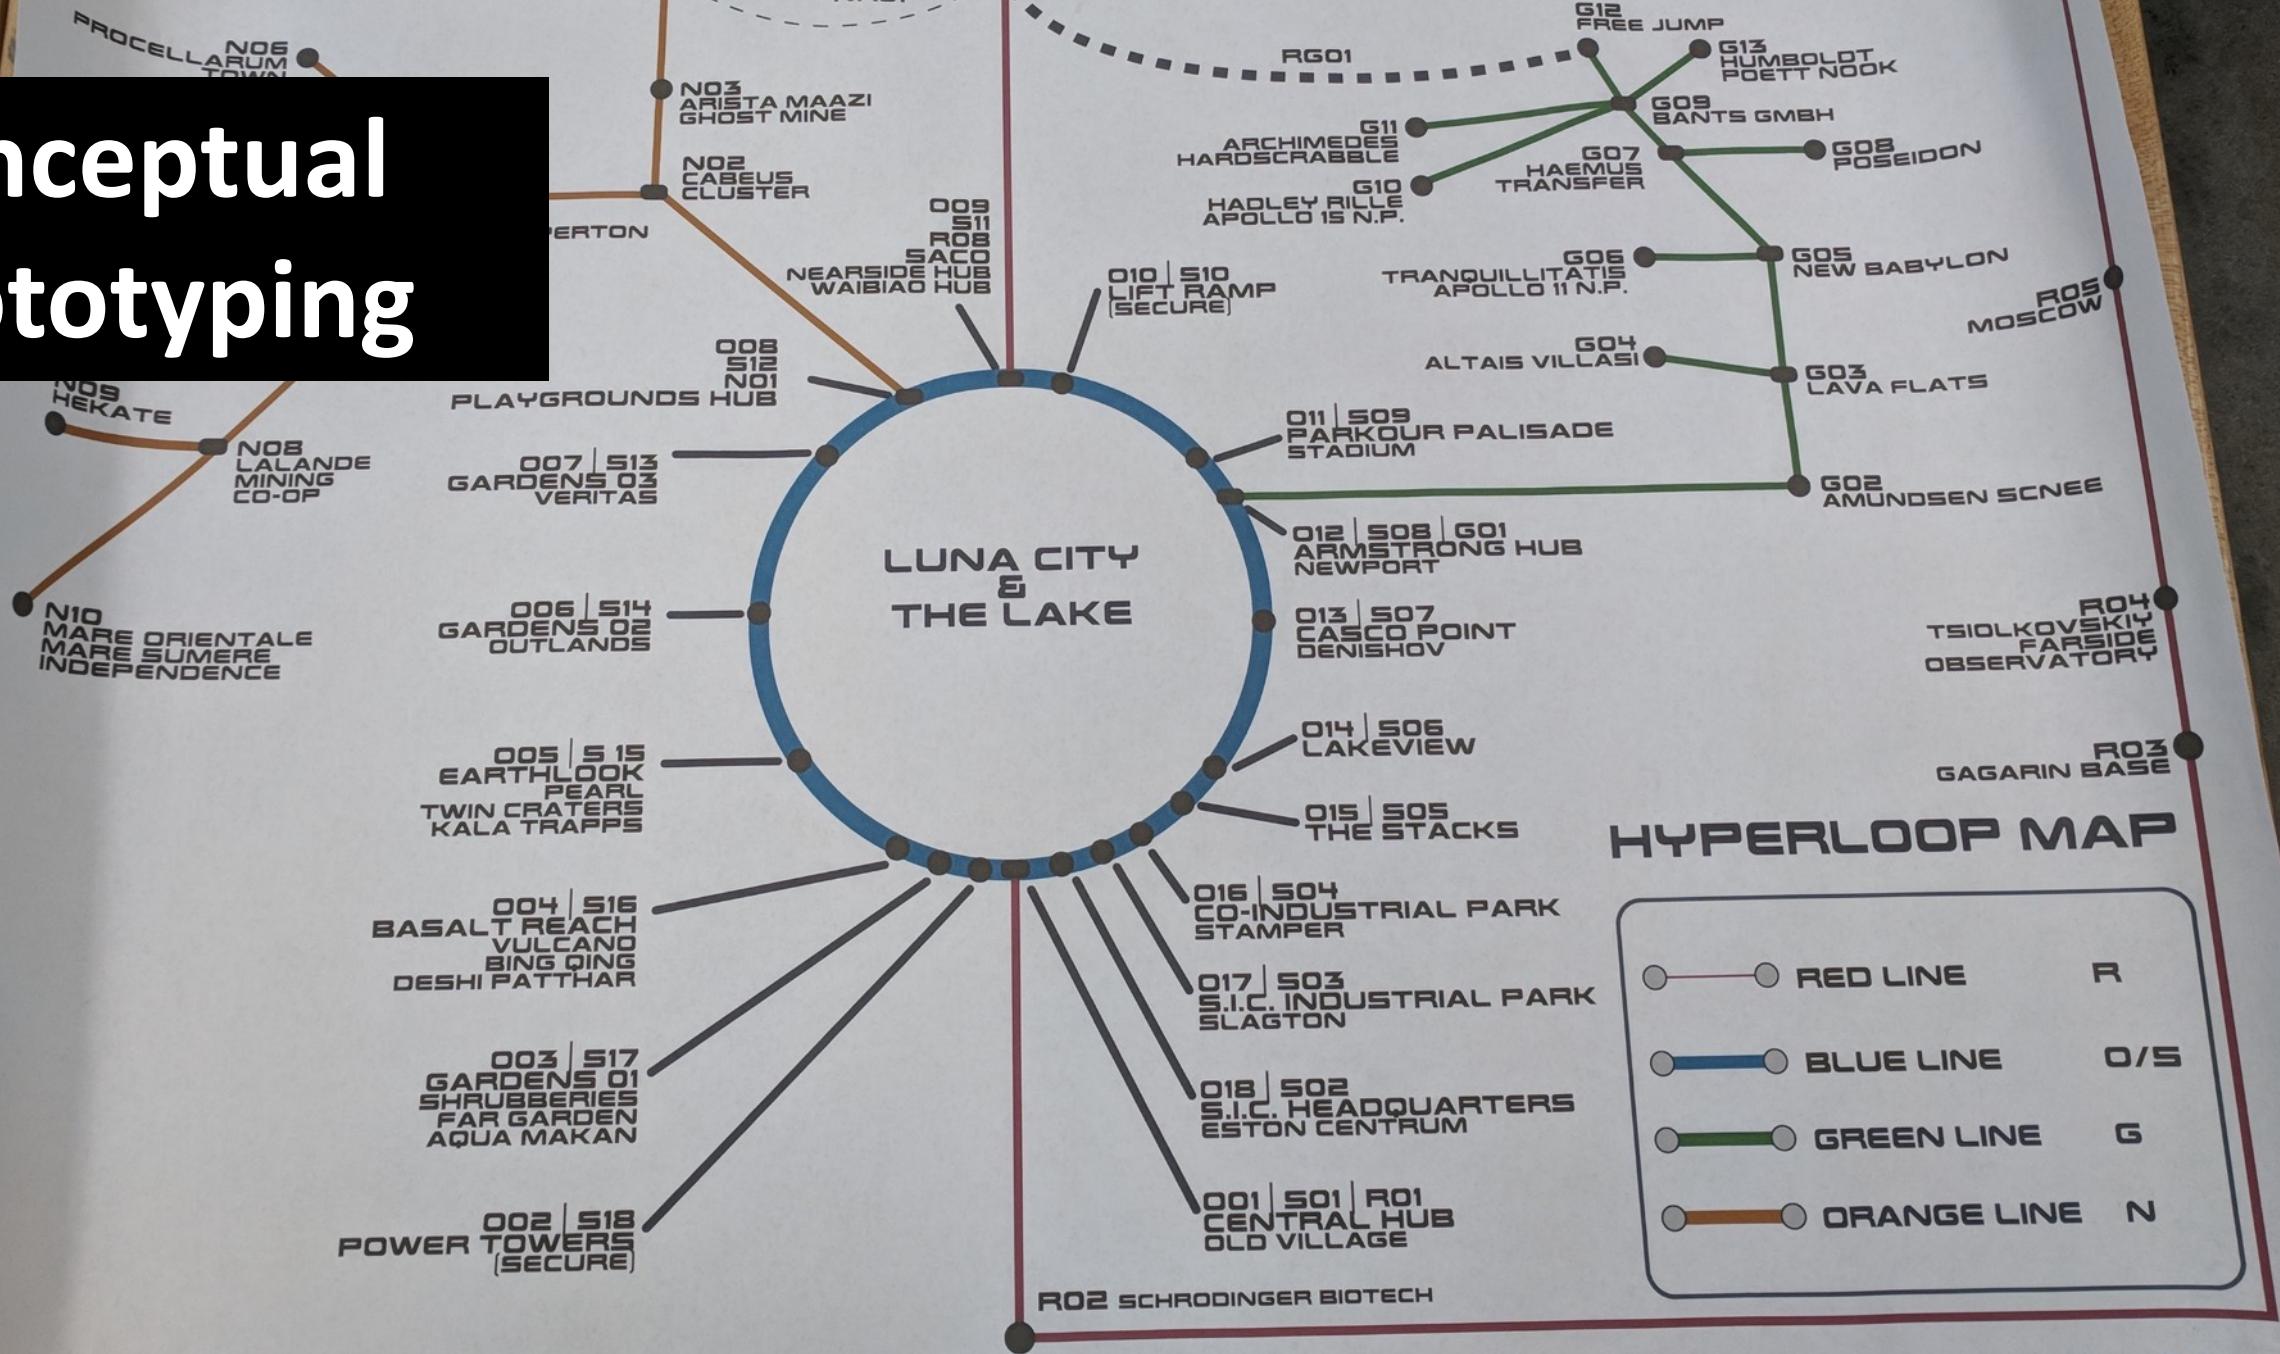 PROCELLARUM
N06
nceptual
totyping
N03
ARISTA MAAZI
GHOST MINE
N02
CABEUS
CLUSTER
N09
HEKATE
N08
LALANDE
MINING
CO-OP
N10
MARE ORIENTALE
MARE SUMERE
INDEPENDENCE
RG01
G12
FREE JUMP
G13
HUMBOLDT
POETT NOOK
G09
BANTS GMBH
G11
ARCHIMEDES
HARDSCRABBLE
G10
HADLEY RILLE
APOLLO 15 N.P.
G07
HAEMUS
TRANSFER
G08
POSEIDON
G06
TRANQUILLITATIS
APOLLO 11 N.P.
G05
NEW BABYLON
G04
ALTAIS VILLASI
G03
LAVA FLATS
G02
AMUNDSEN SCNEE
R05
MOSCOW
R04
TSIOLKOVSKIY
FARSIDE
OBSERVATORY
R03
GAGARIN BASE
O09
S11
R08
SACO
NEARSIDE HUB
WAIBIAO HUB
O10 | S10
LIFT RAMP
(SECURE)
O08
S12
N01
PLAYGROUNDS HUB
O07 | S13
GARDENS 03
VERITAS
O06 | S14
GARDENS 02
OUTLANDS
O05 | S 15
EARTHLOOK
PEARL
TWIN CRATERS
KALA TRAPPS
O04 | S16
BASALT REACH
VULCANO
BING QING
DESHI PATTHAR
O03 | S17
GARDENS 01
SHRUBBERIES
FAR GARDEN
AQUA MAKAN
O02 | S18
POWER TOWERS
(SECURE)
LUNA CITY
&
THE LAKE
O11 | S09
PARKOUR PALISADE
STADIUM
O12 | S08 | G01
ARMSTRONG HUB
NEWPORT
O13 | S07
CASCO POINT
DENISHOV
O14 | S06
LAKEVIEW
O15 | S05
THE STACKS
O16 | S04
CO-INDUSTRIAL PARK
STAMPER
O17 | S03
S.I.C. INDUSTRIAL PARK
SLAGTON
O18 | S02
S.I.C. HEADQUARTERS
ESTON CENTRUM
O01 | S01 | R01
CENTRAL HUB
OLD VILLAGE
R02 SCHRODINGER BIOTECH
HYPERLOOP MAP
RED LINE R
BLUE LINE O/S
GREEN LINE G
ORANGE LINE N